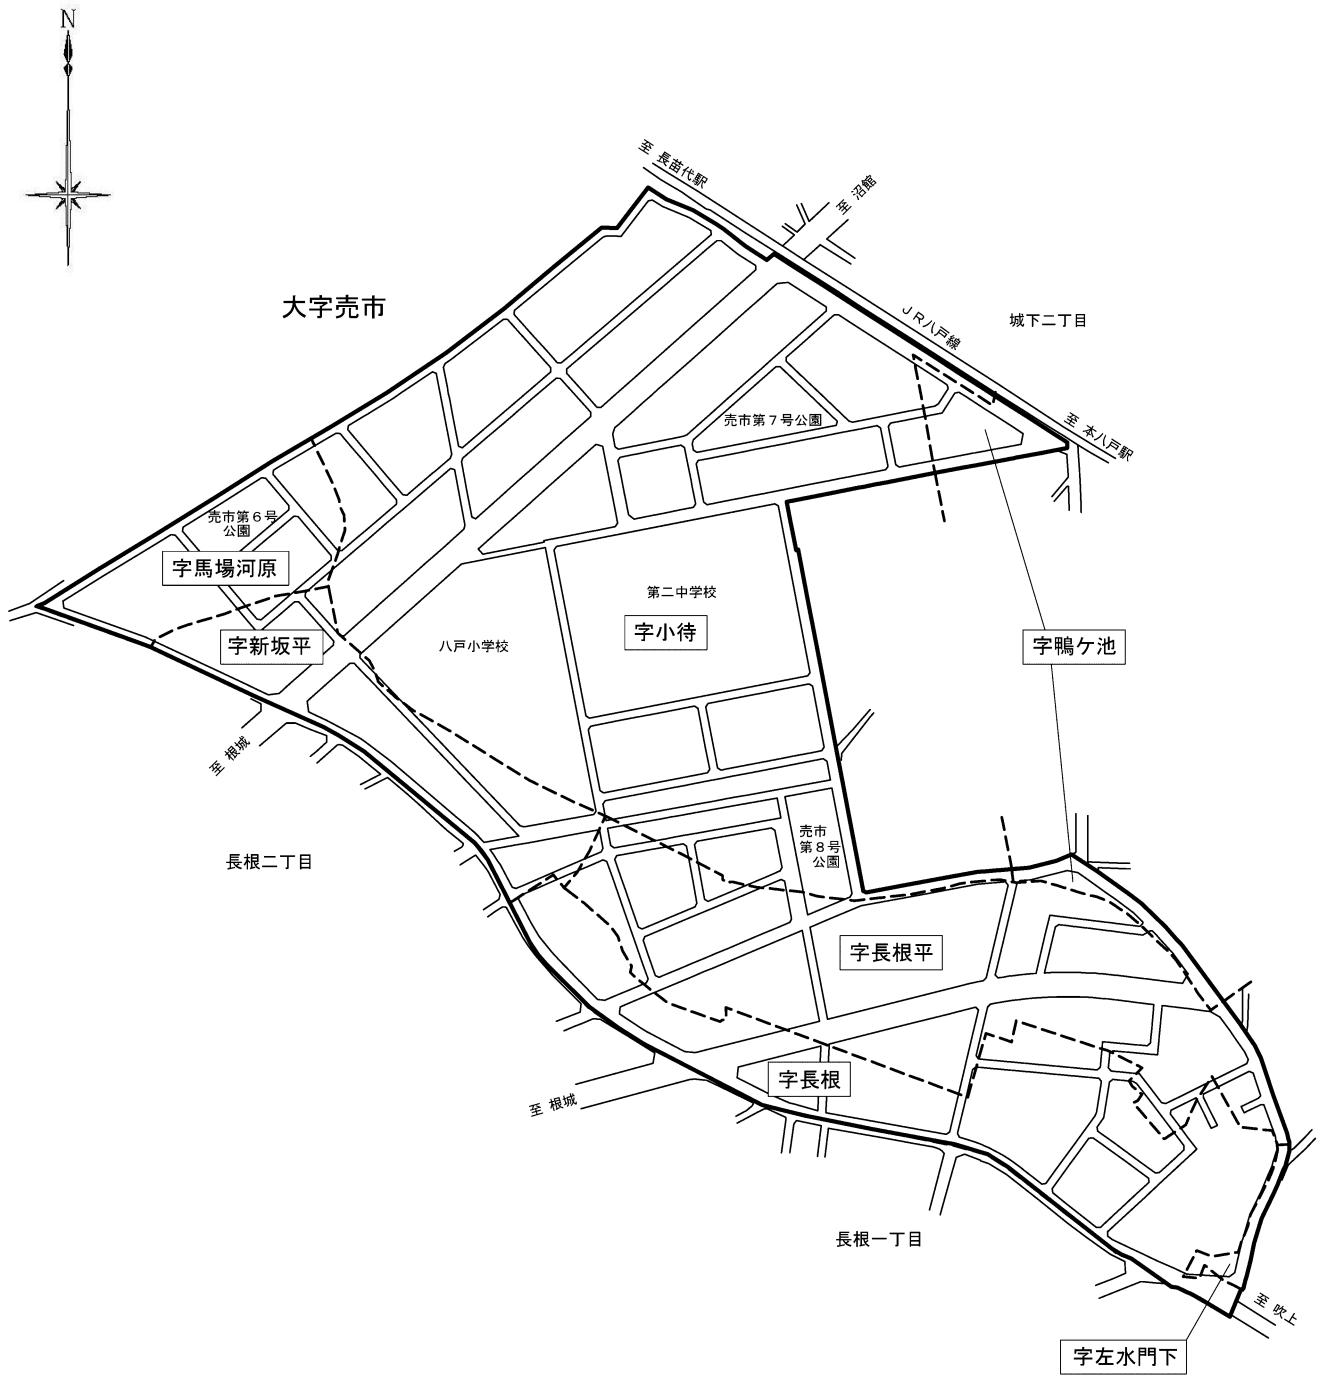 N
至 長苗代駅
至 沼館
大字売市
JR八戸線
城下二丁目
売市第7号公園
至 本八戸駅
売市第6号
公園
字馬場河原
第二中学校
字小待
字新坂平
八戸小学校
字鴨ケ池
至 根城
長根二丁目
売市
第8号
公園
字長根平
字長根
至 根城
長根一丁目
至 吹上
字左水門下